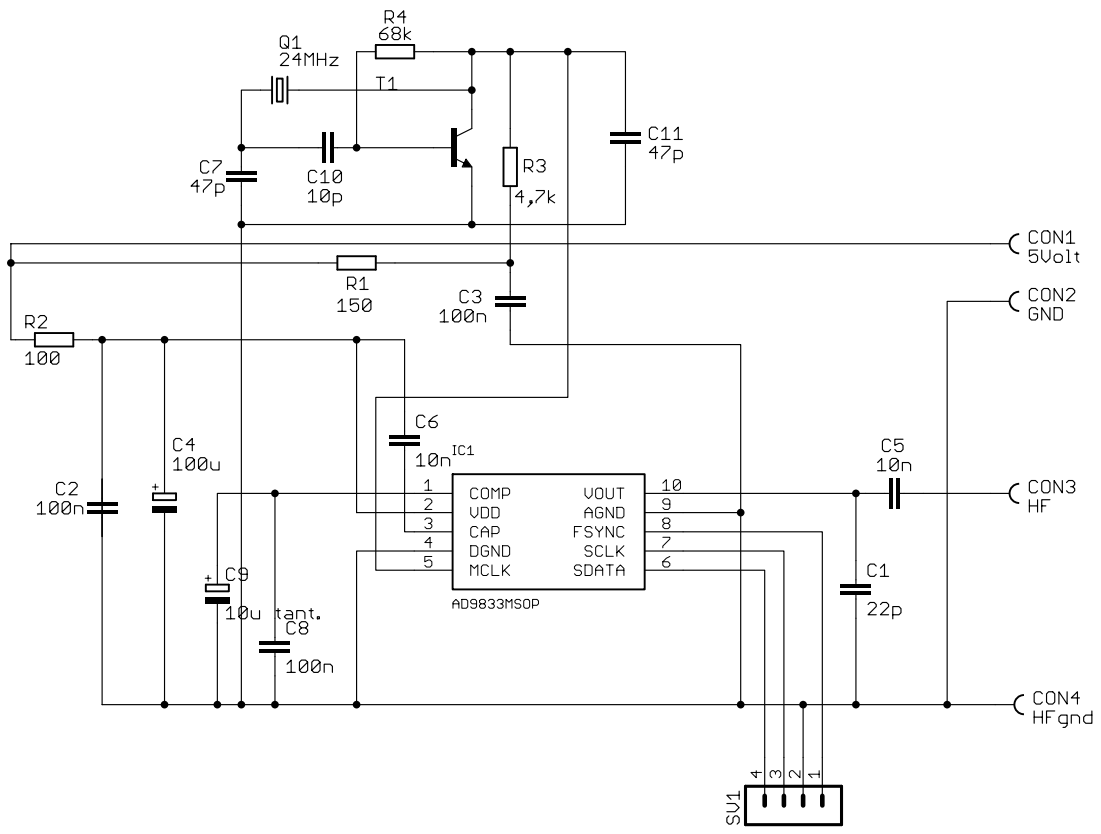 R4
68k
Q1
24MHz
T1
C11
47p
C7
47p
C10
10p
R3
4,7k
CON1
5Volt
R1
150
C3
100n
CON2
GND
R2
100
C6
10n
IC1
C4
100u
C2
100n
C5
10n
CON3
HF
1 COMP VOUT 10
2 VDD AGND 9
3 CAP FSYNC 8
4 DGND SCLK 7
5 MCLK SDATA 6
AD9833MSOP
+
+
C9
10u tant.
C8
100n
C1
22p
CON4
HFgnd
4 3 2 1
SV1